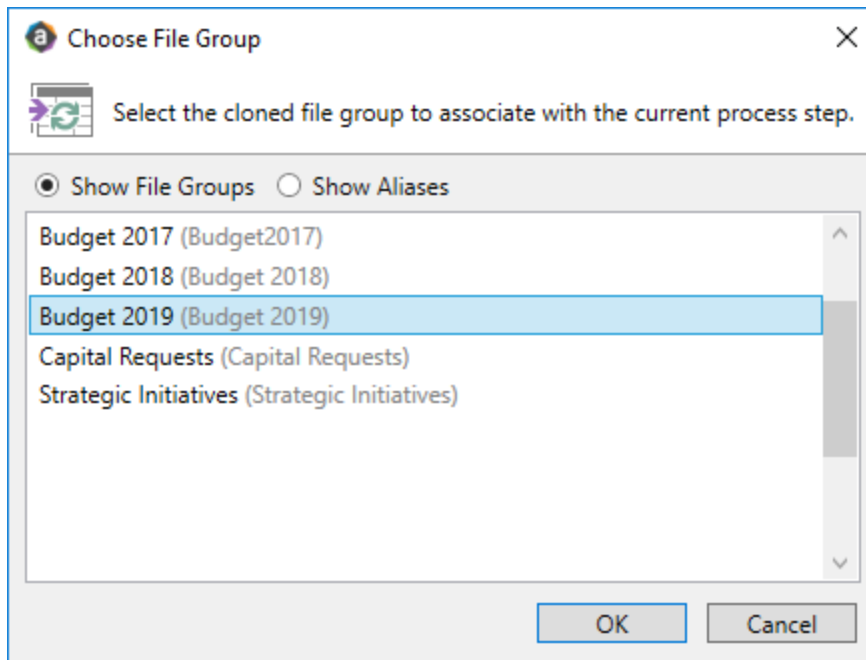 Choose File Group
Select the cloned file group to associate with the current process step.
Show File Groups Show Aliases
Budget 2017 (Budget2017)
Budget 2018 (Budget 2018)
Budget 2019 (Budget 2019)
Capital Requests (Capital Requests)
Strategic Initiatives (Strategic Initiatives)
OK Cancel